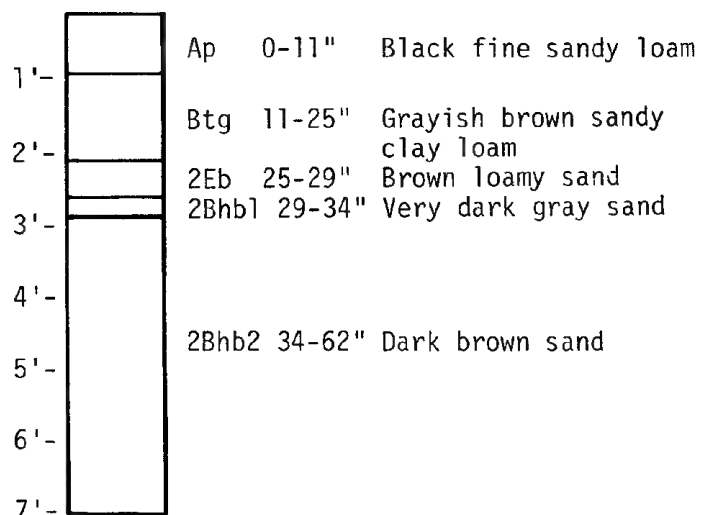 Ap 0-11" Black fine sandy loam
1'-
Btg 11-25" Grayish brown sandy
clay loam
2'-
2Eb 25-29" Brown loamy sand
2Bhb1 29-34" Very dark gray sand
3'-
4'-
2Bhb2 34-62" Dark brown sand
5'-
6'-
7'-